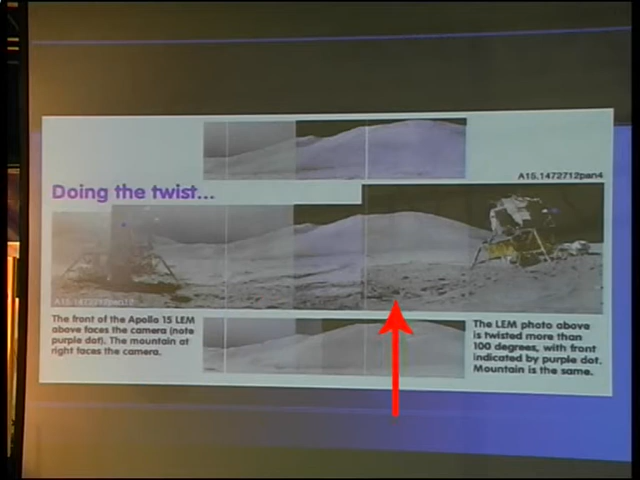 A15.1472712pan4
Doing the twist...
The front of the Apollo 15 LEM
above faces the camera (note
purple dot). The mountain at
right faces the camera.
The LEM photo above
is twisted more than
100 degrees, with front
indicated by purple dot.
Mountain is the same.